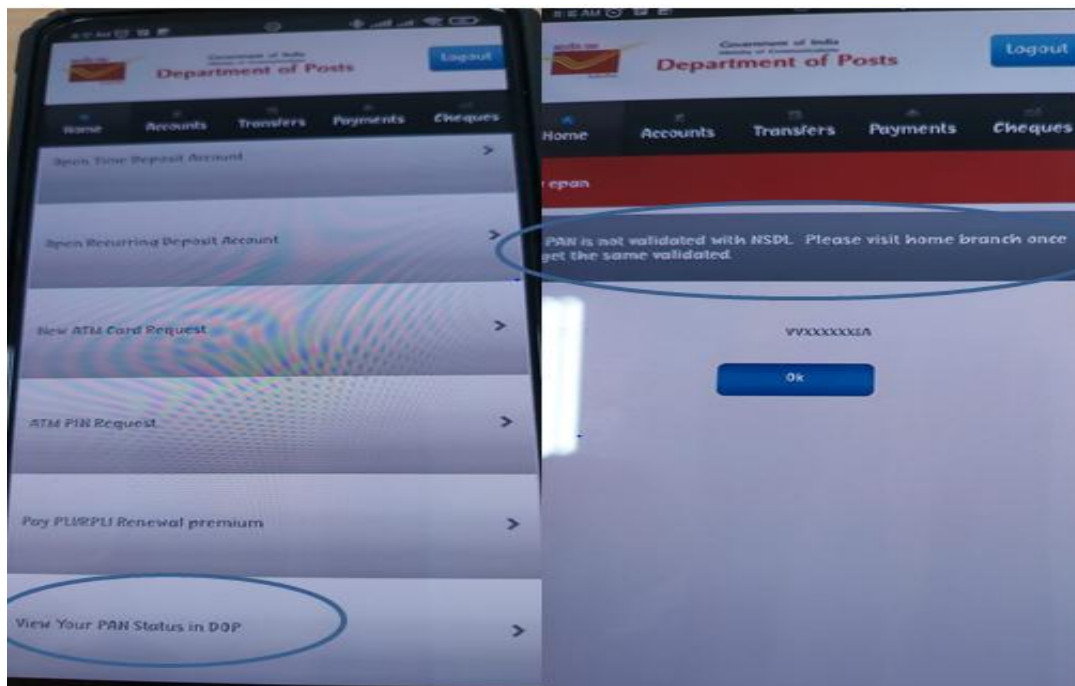 Government of India
Department of Posts
Logout
Home
Accounts
Transfers
Payments
Cheques
Open Time Deposit Account
Open Recurring Deposit Account
New ATM Card Request
ATM PIN Request
Pay PLI/RPLI Renewal premium
View Your PAN Status in DOP
Government of India
Department of Posts
Logout
Home
Accounts
Transfers
Payments
Cheques
epan
PAN is not validated with NSDL. Please visit home branch once
get the same validated.
Ok